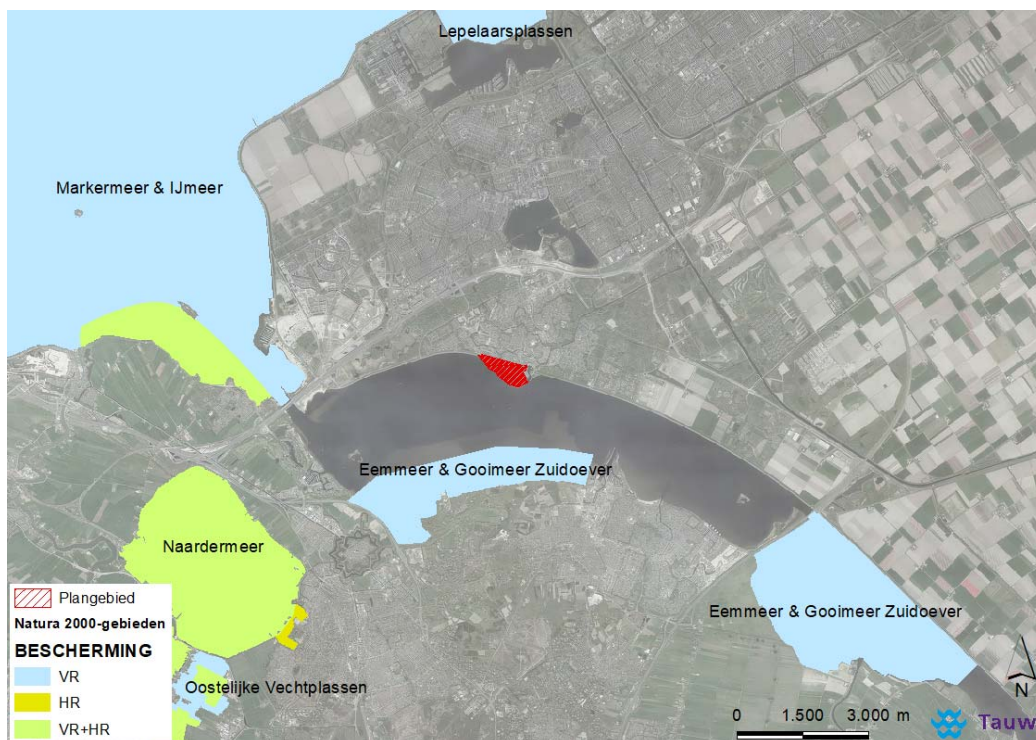 Lepelaarsplassen
Markermeer & IJmeer
Eemmeer & Gooimeer Zuidoever
Naardermeer
Eemmeer & Gooimeer Zuidoever
Oostelijke Vechtplassen
Plangebied
Natura 2000-gebieden
BESCHERMING
VR
HR
VR+HR
0 1.500 3.000 m
N
Tauw